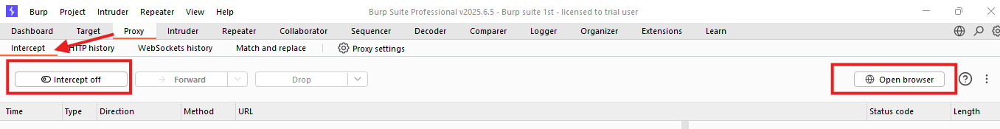 Burp Project Intruder Repeater View Help Burp Suite Professional v2025.6.5 - Burp suite 1st - licensed to trial user
Dashboard Target Proxy Intruder Repeater Collaborator Sequencer Decoder Comparer Logger Organizer Extensions Learn
Intercept HTTP history WebSockets history Match and replace Proxy settings
Intercept off Forward Drop Open browser
Time Type Direction Method URL Status code Length